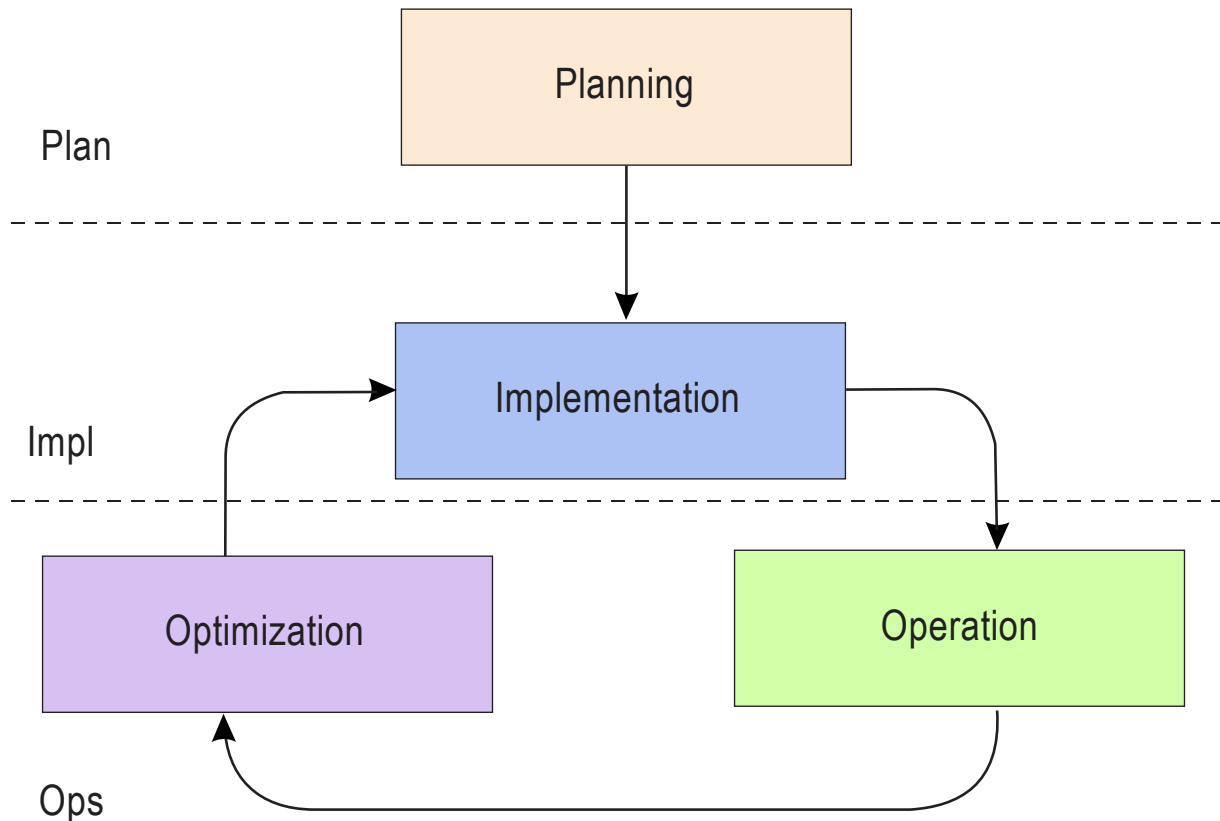 Planning
Plan
Implementation
Impl
Optimization
Operation
Ops